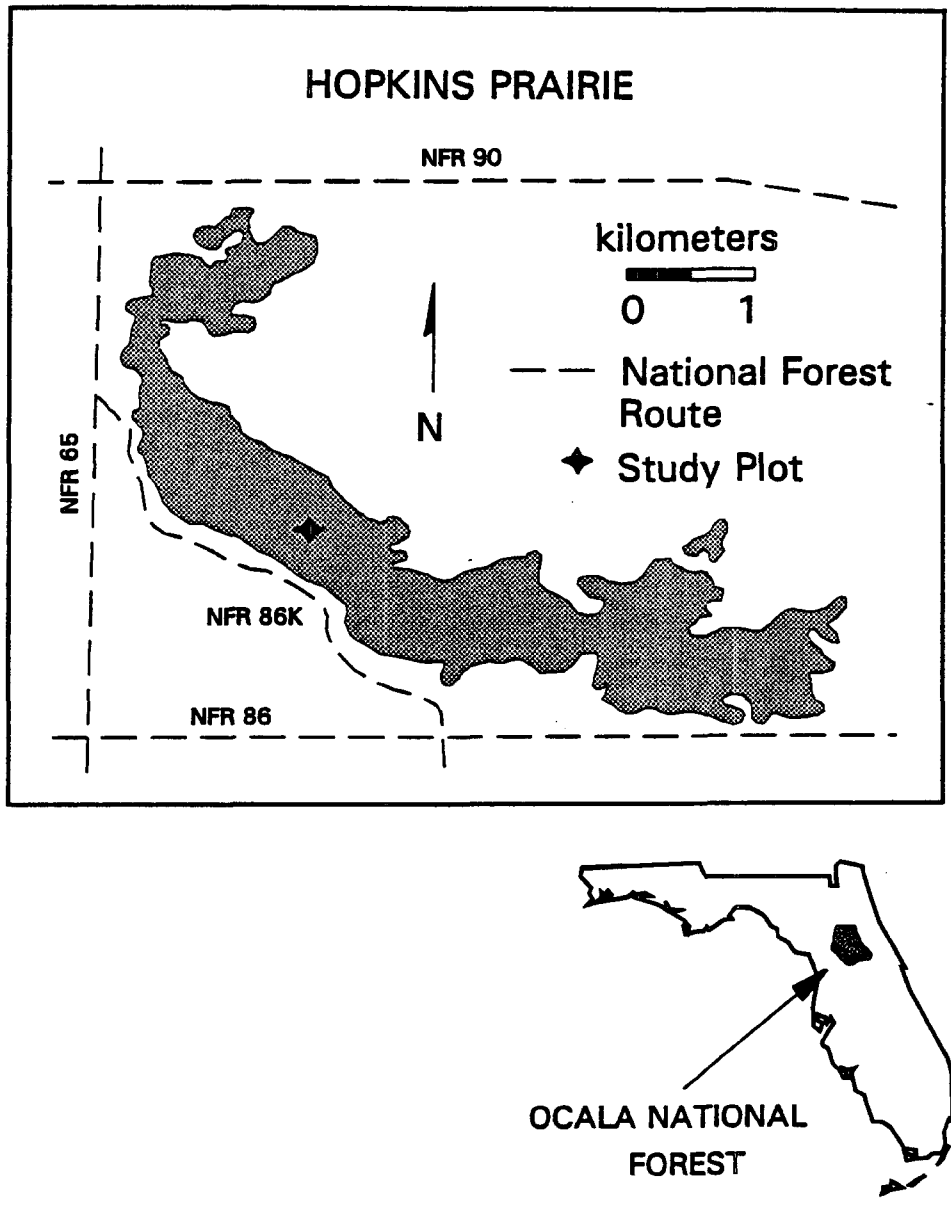 HOPKINS PRAIRIE
NFR 90
kilometers
0 1
National Forest
Route
N
Study Plot
NFR 65
NFR 86K
NFR 86
OCALA NATIONAL
FOREST